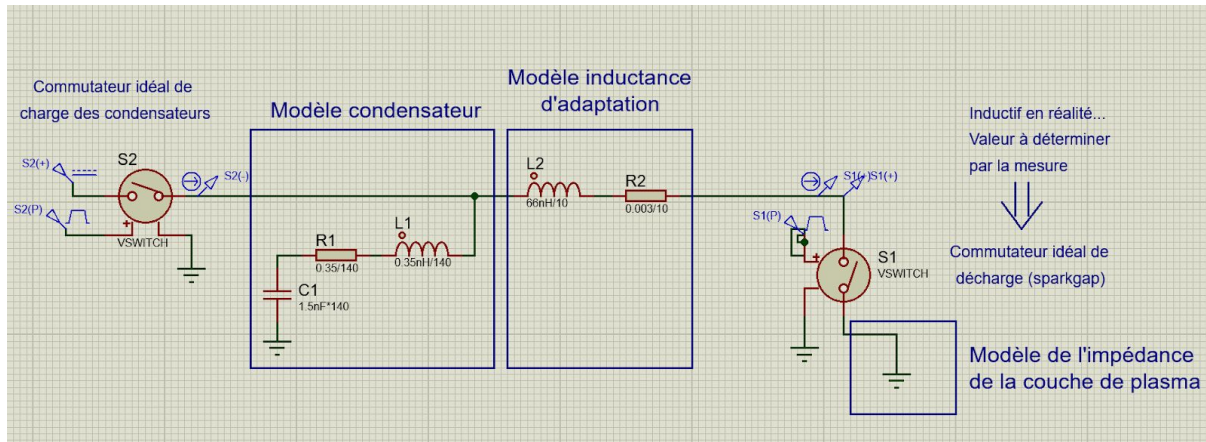 Commutateur idéal de
charge des condensateurs
S2(+)
S2
S2(-)
S2(P)
+
VSWITCH
Modèle condensateur
R1
0.35/140
L1
0.35nH/140
C1
1.5nF*140
Modèle inductance
d'adaptation
L2
66nH/10
R2
0.003/10
S1(+)S1(+)
S1(P)
+
S1
VSWITCH
Inductif en réalité...
Valeur à déterminer
par la mesure
Commutateur idéal de
décharge (sparkgap)
Modèle de l'impédance
de la couche de plasma